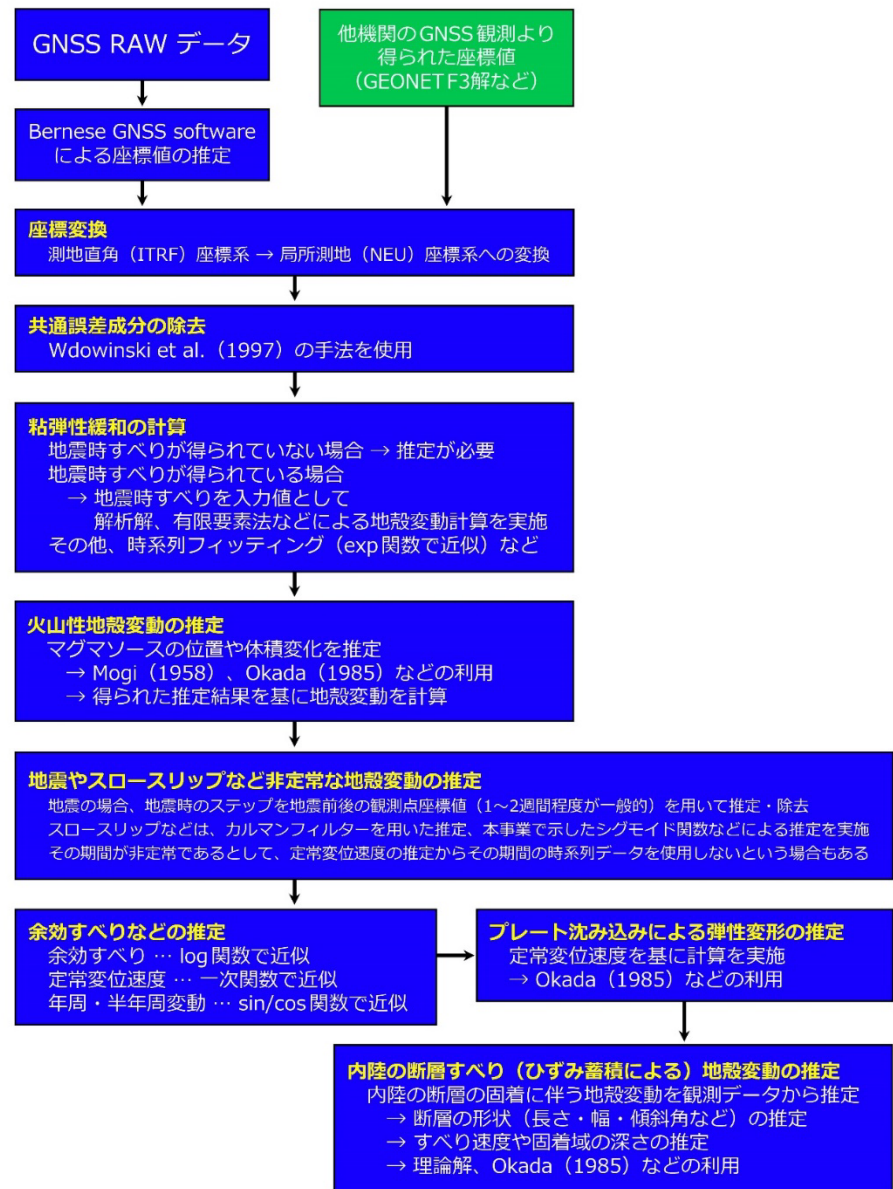 GNSS RAW データ
他機関のGNSS観測より
得られた座標値
（GEONET F3解など）
Bernese GNSS software
による座標値の推定
座標変換
測地直角（ITRF）座標系 → 局所測地（NEU）座標系への変換
共通誤差成分の除去
Wdowinski et al.（1997）の手法を使用
粘弾性緩和の計算
地震時すべりが得られていない場合 → 推定が必要
地震時すべりが得られている場合
→ 地震時すべりを入力値として
解析解、有限要素法などによる地殻変動計算を実施
その他、時系列フィッティング（exp関数で近似）など
火山性地殻変動の推定
マグマソースの位置や体積変化を推定
→ Mogi（1958）、Okada（1985）などの利用
→ 得られた推定結果を基に地殻変動を計算
地震やスロースリップなど非定常な地殻変動の推定
地震の場合、地震時のステップを地震前後の観測点座標値（1～2週間程度が一般的）を用いて推定・除去
スロースリップなどは、カルマンフィルターを用いた推定、本事業で示したシグモイド関数などによる推定を実施
その期間が非定常であるとして、定常変位速度の推定からその期間の時系列データを使用しないという場合もある
余効すべりなどの推定
余効すべり … log関数で近似
定常変位速度 … 一次関数で近似
年周・半年周変動 … sin/cos関数で近似
プレート沈み込みによる弾性変形の推定
定常変位速度を基に計算を実施
→ Okada（1985）などの利用
内陸の断層すべり（ひずみ蓄積による）地殻変動の推定
内陸の断層の固着に伴う地殻変動を観測データから推定
→ 断層の形状（長さ・幅・傾斜角など）の推定
→ すべり速度や固着域の深さの推定
→ 理論解、Okada（1985）などの利用